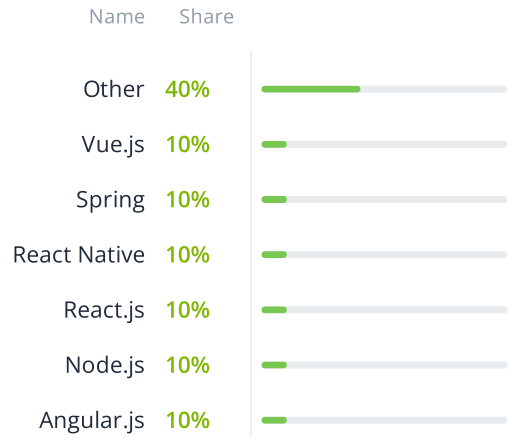 Name Share
Other 40%
Vue.js 10%
Spring 10%
React Native 10%
React.js 10%
Node.js 10%
Angular.js 10%